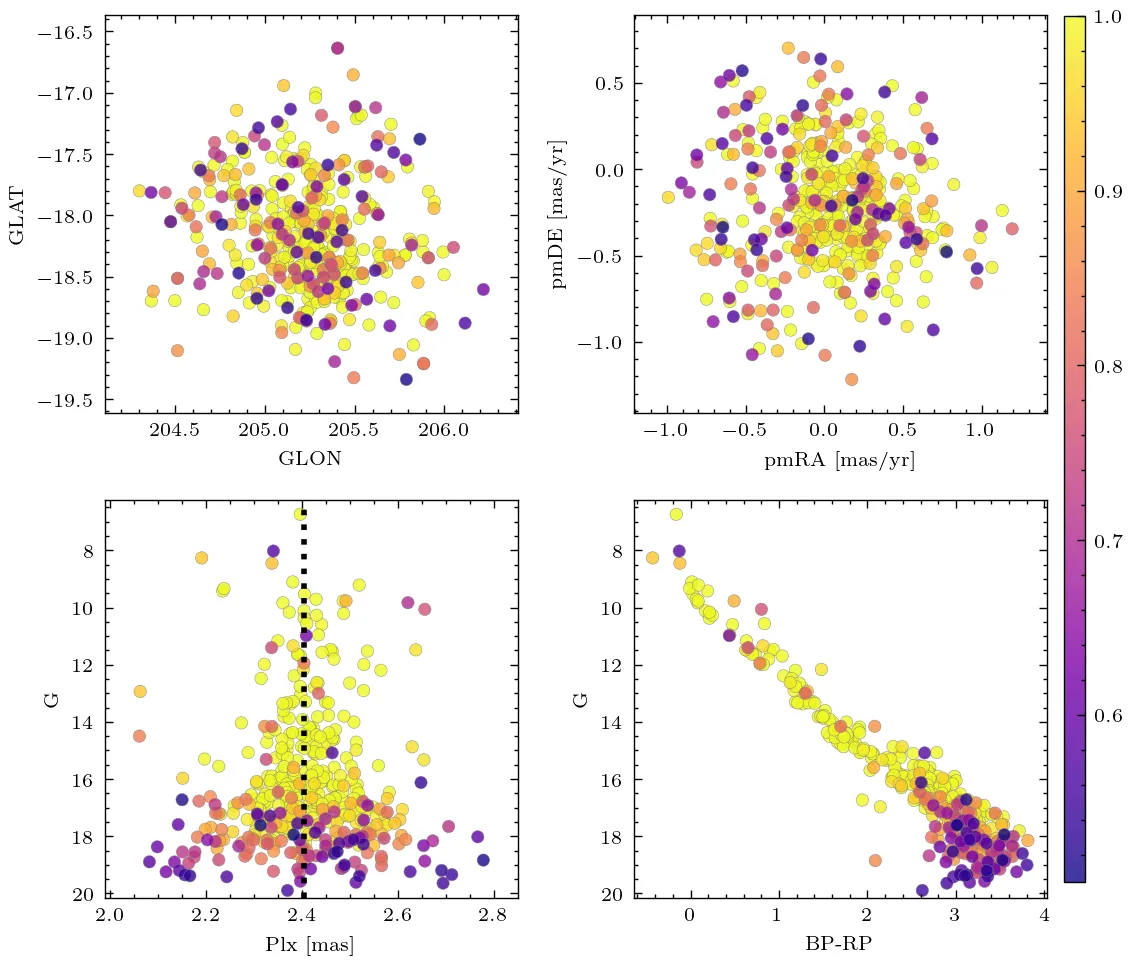 −16.5
−17.0
−17.5
−18.0
−18.5
−19.0
−19.5
GLAT
204.5 205.0 205.5 206.0
GLON
0.5
0.0
−0.5
−1.0
pmDE [mas/yr]
−1.0 −0.5 0.0 0.5 1.0
pmRA [mas/yr]
1.0
0.9
0.8
0.7
0.6
8
10
12
14
16
18
20
G
2.0 2.2 2.4 2.6 2.8
Plx [mas]
8
10
12
14
16
18
20
G
0 1 2 3 4
BP-RP